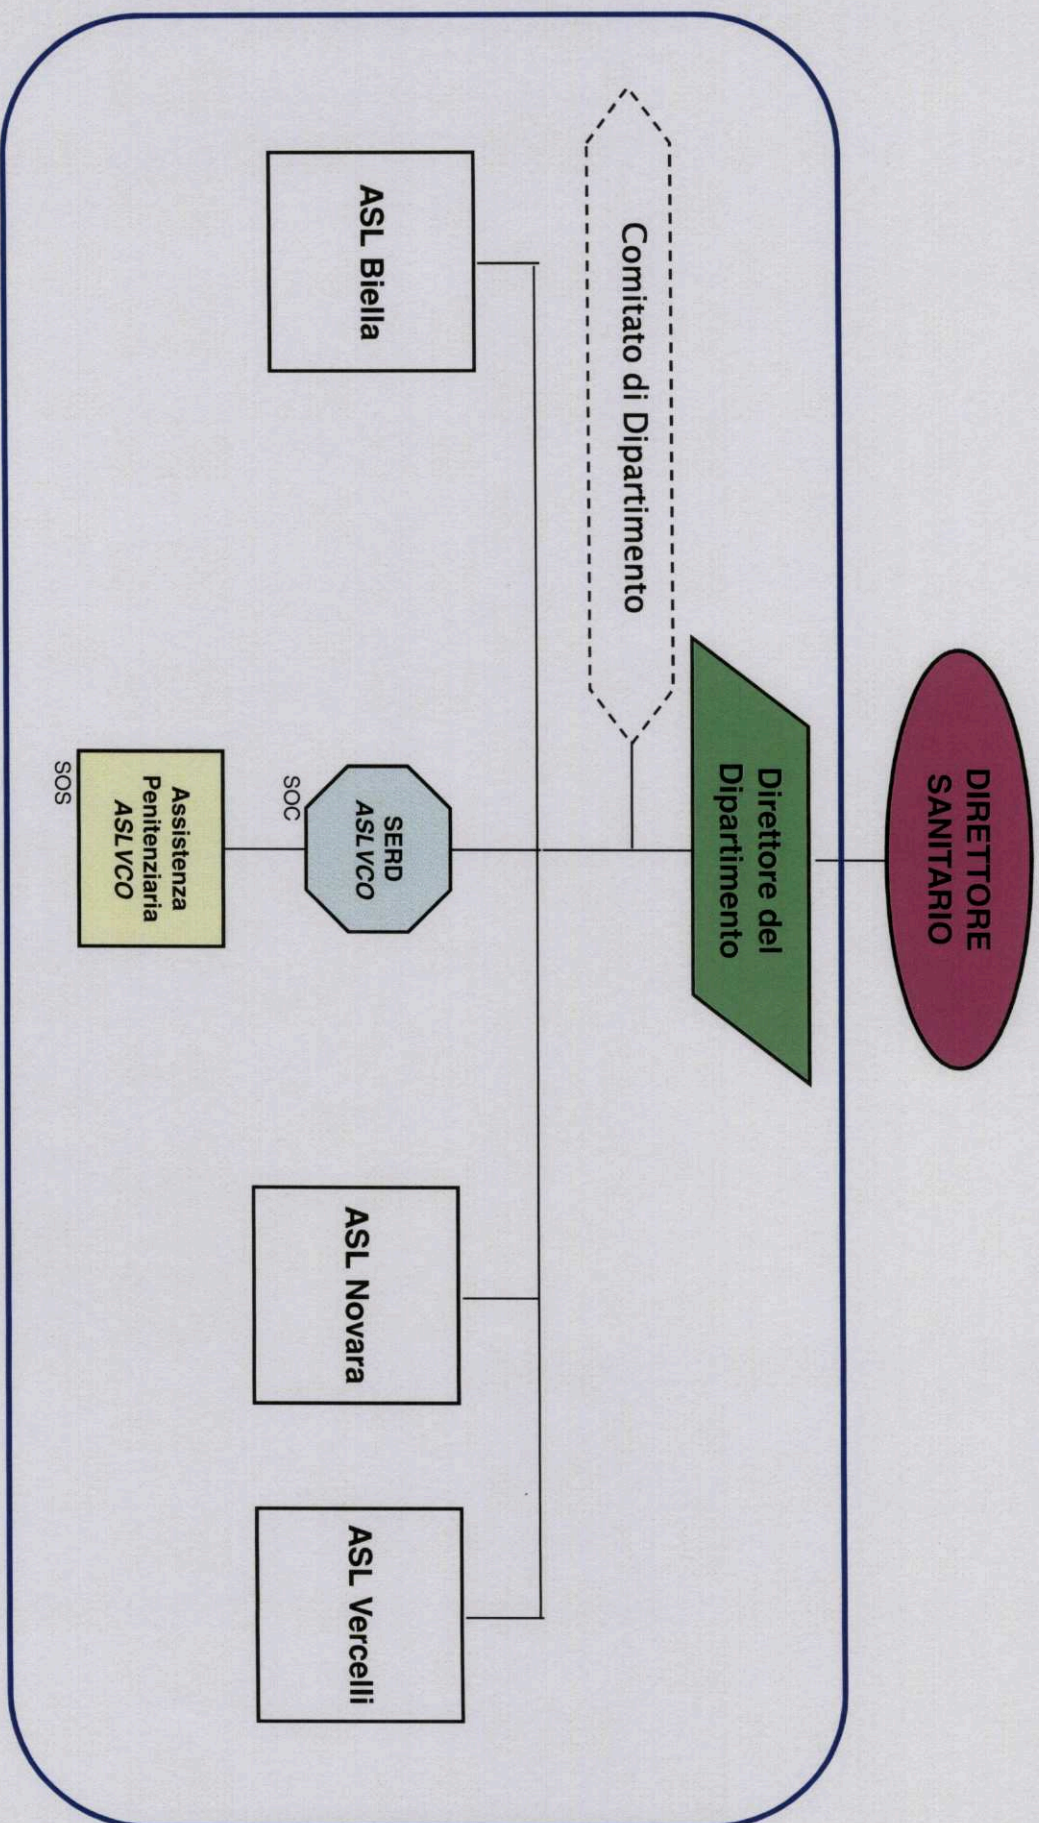 DIRETTORE
SANITARIO
Direttore del
Dipartimento
Comitato di Dipartimento
ASL Biella
SERD
ASLVCO
SOC
Assistenza
Penitenziaria
ASLVCO
SOS
ASL Novara
ASL Vercelli